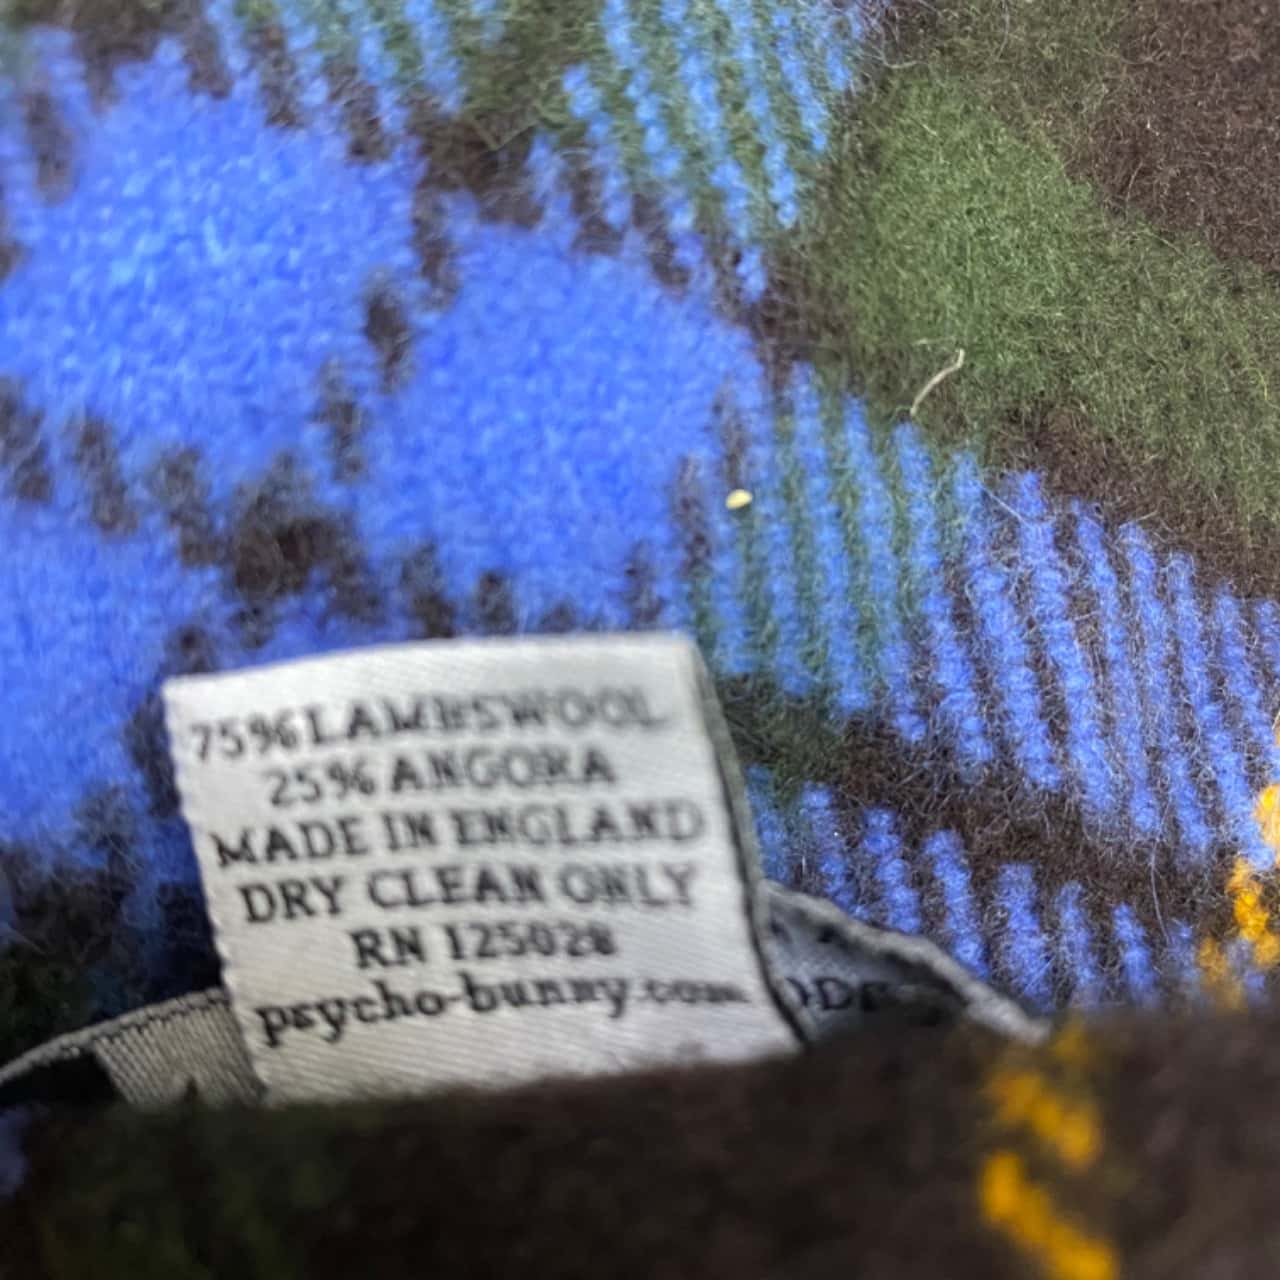 75% LAMBSWOOL
25% ANGORA
MADE IN ENGLAND
DRY CLEAN ONLY
RN 125028
psycho-bunny.com